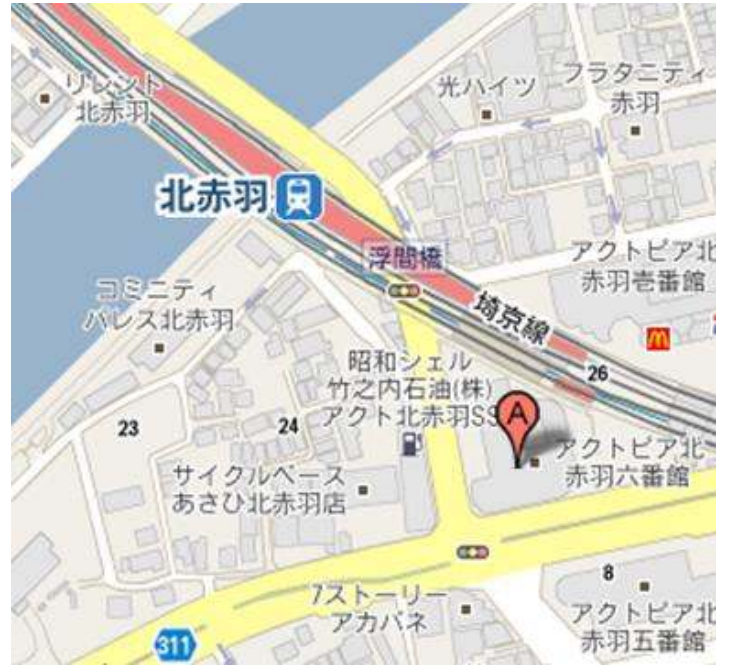 リレント
北赤羽
光ハイツ
フラタニティ
赤羽
北赤羽
浮間橋
アクトピア北
赤羽壱番館
コミニティ
パレス北赤羽
埼京線
昭和シェル
竹之内石油(株)
アクト北赤羽SS
26
A
23
24
アクトピア北
赤羽六番館
サイクルベース
あさひ北赤羽店
8
7ストーリー
アカバネ
アクトピア北
赤羽五番館
311